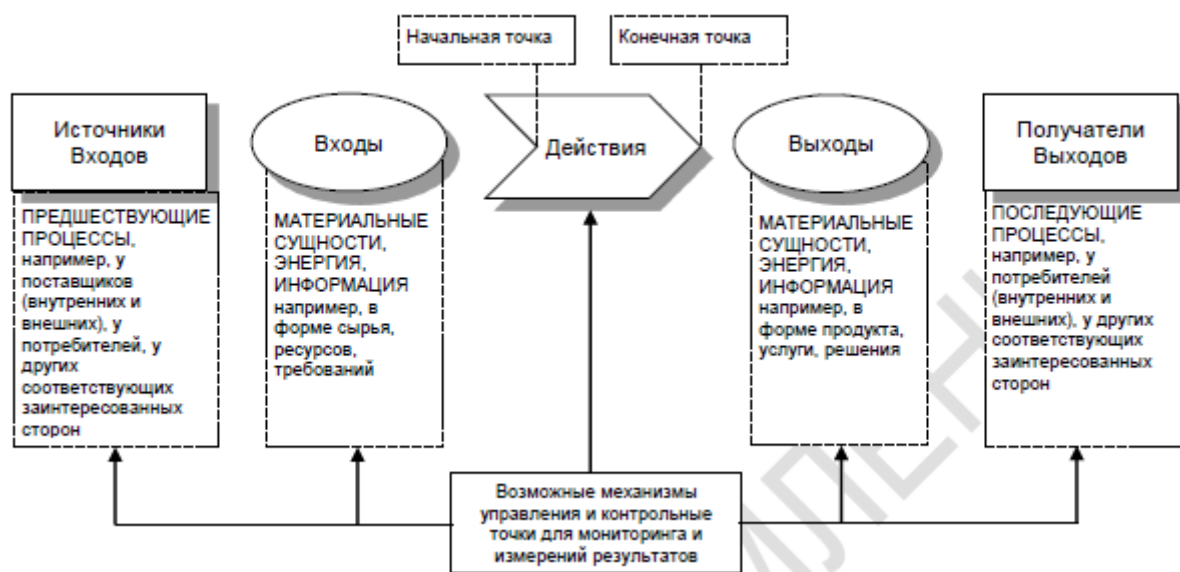 Начальная точка
Конечная точка
Источники
Входов
Входы
Действия
Выходы
Получатели
Выходов
ПРЕДШЕСТВУЮЩИЕ
ПРОЦЕССЫ,
например, у
поставщиков
(внутренних и
внешних), у
потребителей, у
других
соответствующих
заинтересованных
сторон
МАТЕРИАЛЬНЫЕ
СУЩНОСТИ,
ЭНЕРГИЯ,
ИНФОРМАЦИЯ
например, в
форме сырья,
ресурсов,
требований
МАТЕРИАЛЬНЫЕ
СУЩНОСТИ,
ЭНЕРГИЯ,
ИНФОРМАЦИЯ
например, в
форме продукта,
услуги, решения
ПОСЛЕДУЮЩИЕ
ПРОЦЕССЫ,
например, у
потребителей
(внутренних и
внешних), у других
соответствующих
заинтересованных
сторон
Возможные механизмы
управления и контрольные
точки для мониторинга и
измерений результатов